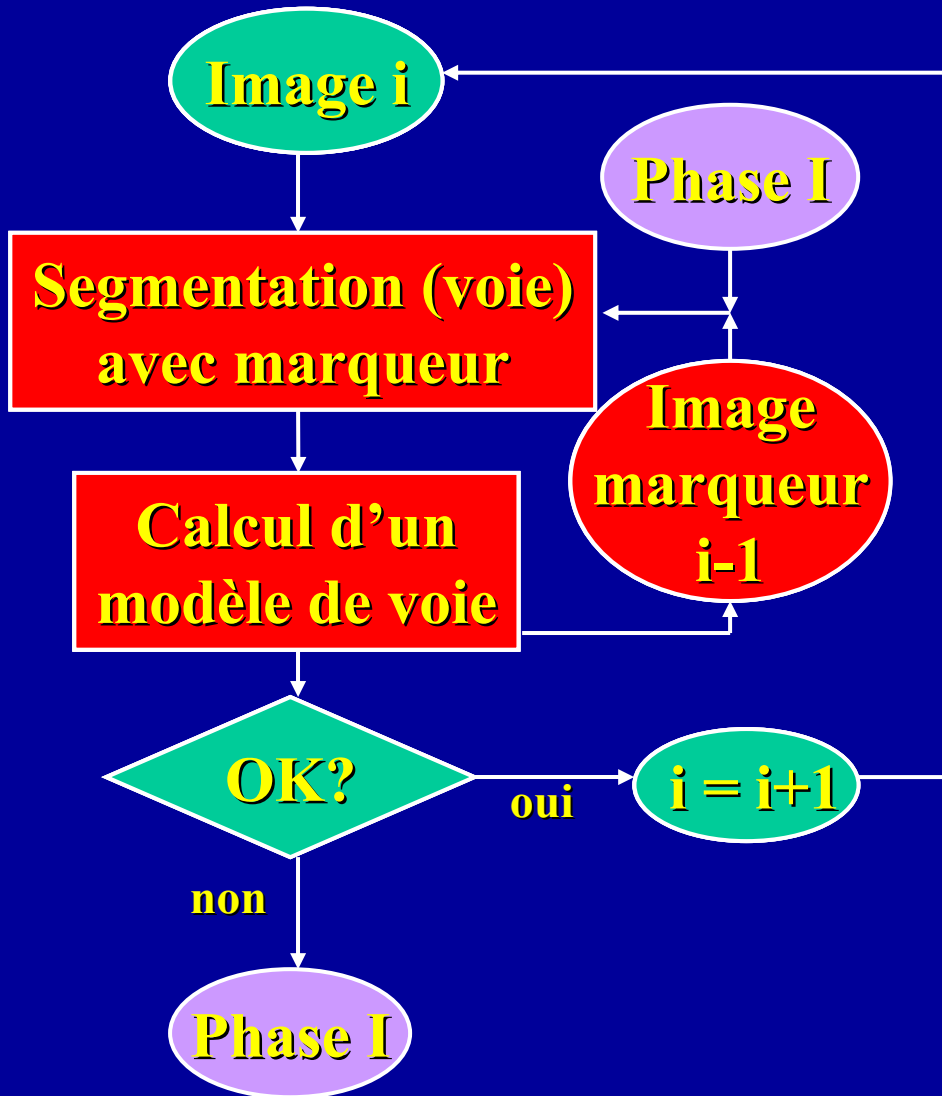 Image i
Phase I
Segmentation (voie)
avec marqueur
Image
marqueur
i-1
Calcul d’un
modèle de voie
OK?
oui
i = i+1
non
Phase I